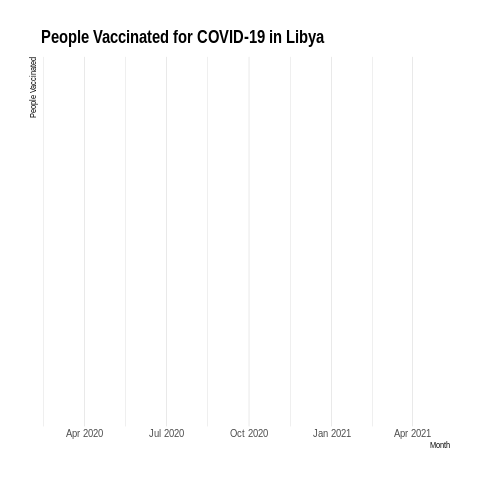 People Vaccinated for COVID-19 in Libya
People Vaccinated
Apr 2020 Jul 2020 Oct 2020 Jan 2021 Apr 2021
Month